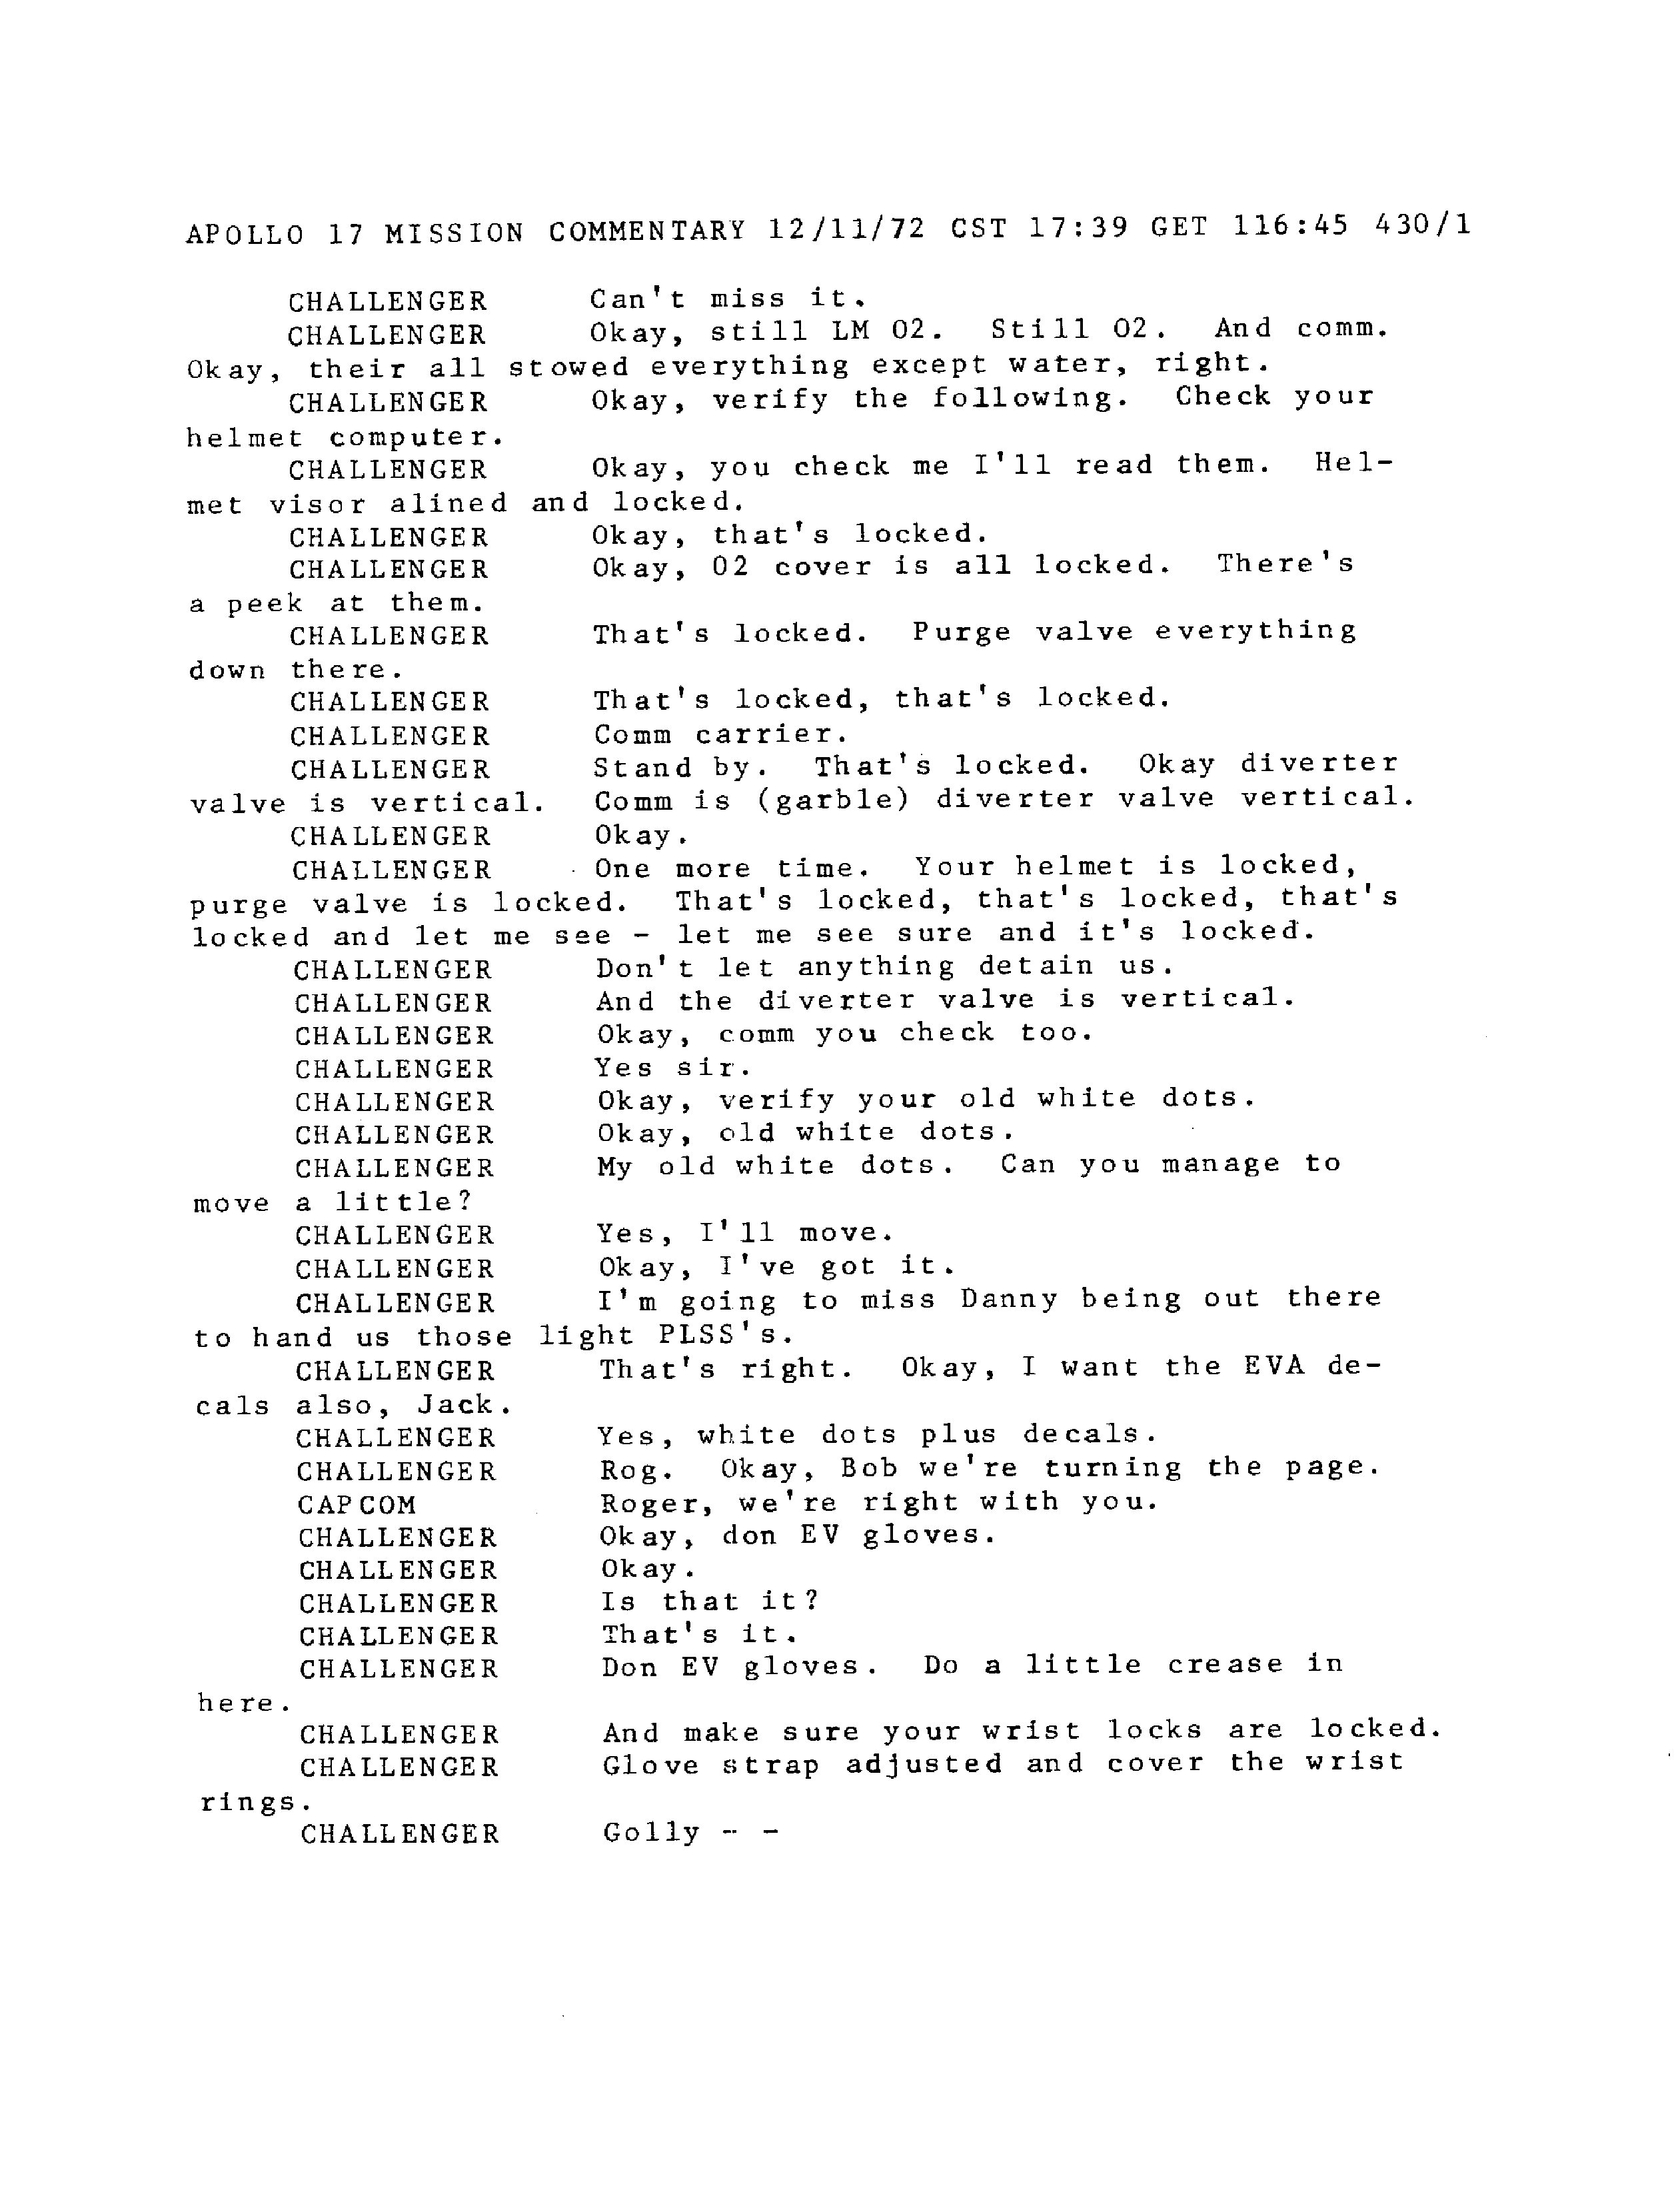 APOLLO 17 MISSION COMMENTARY 12/11/72 CST 17:39 GET 116:45 430/1
CHALLENGER Can't miss it.
CHALLENGER Okay, still LM O2. Still O2. And comm.
Okay, their all stowed everything except water, right.
CHALLENGER Okay, verify the following. Check your
helmet computer.
CHALLENGER Okay, you check me I'll read them. Hel-
met visor alined and locked.
CHALLENGER Okay, that's locked.
CHALLENGER Okay, O2 cover is all locked. There's
a peek at them.
CHALLENGER That's locked. Purge valve everything
down there.
CHALLENGER That's locked, that's locked.
CHALLENGER Comm carrier.
CHALLENGER Stand by. That's locked. Okay diverter
valve is vertical. Comm is (garble) diverter valve vertical.
CHALLENGER Okay.
CHALLENGER One more time. Your helmet is locked,
purge valve is locked. That's locked, that's locked, that's
locked and let me see - let me see sure and it's locked.
CHALLENGER Don't let anything detain us.
CHALLENGER And the diverter valve is vertical.
CHALLENGER Okay, comm you check too.
CHALLENGER Yes sir.
CHALLENGER Okay, verify your old white dots.
CHALLENGER Okay, old white dots.
CHALLENGER My old white dots. Can you manage to
move a little?
CHALLENGER Yes, I'll move.
CHALLENGER Okay, I've got it.
CHALLENGER I'm going to miss Danny being out there
to hand us those light PLSS's.
CHALLENGER That's right. Okay, I want the EVA de-
cals also, Jack.
CHALLENGER Yes, white dots plus decals.
CHALLENGER Rog. Okay, Bob we're turning the page.
CAPCOM Roger, we're right with you.
CHALLENGER Okay, don EV gloves.
CHALLENGER Okay.
CHALLENGER Is that it?
CHALLENGER That's it.
CHALLENGER Don EV gloves. Do a little crease in
here.
CHALLENGER And make sure your wrist locks are locked.
CHALLENGER Glove strap adjusted and cover the wrist
rings.
CHALLENGER Golly - -